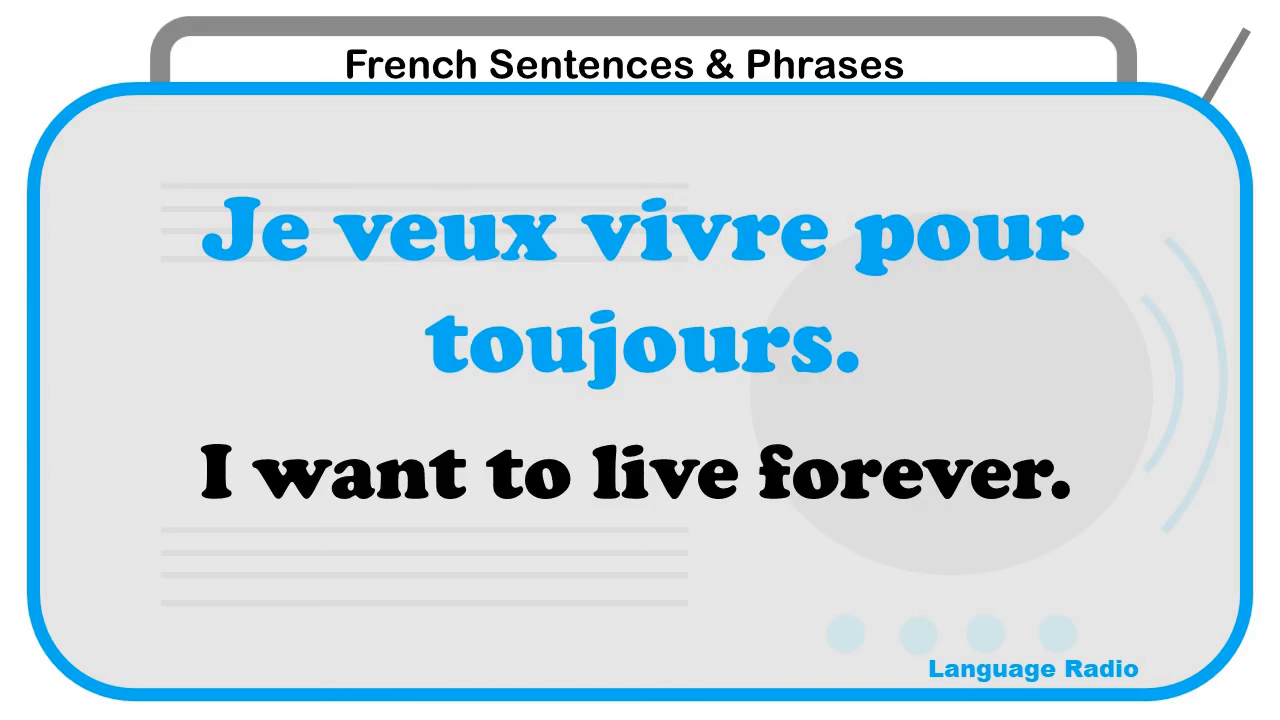 French Sentences & Phrases
Je veux vivre pour
toujours.
I want to live forever.
Language Radio